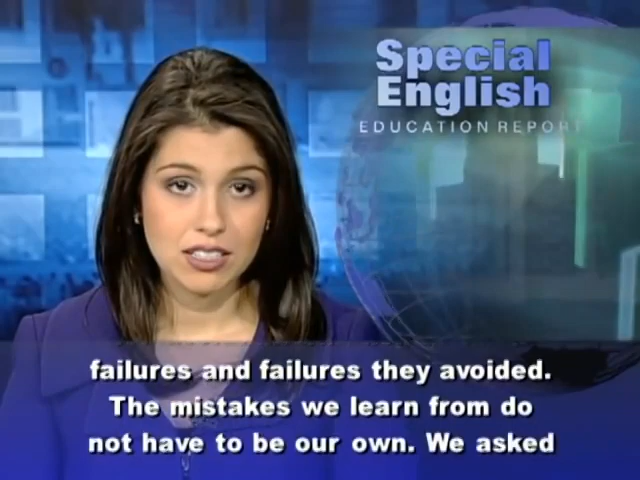 Special
English
EDUCATION REPORT
failures and failures they avoided.
The mistakes we learn from do
not have to be our own. We asked